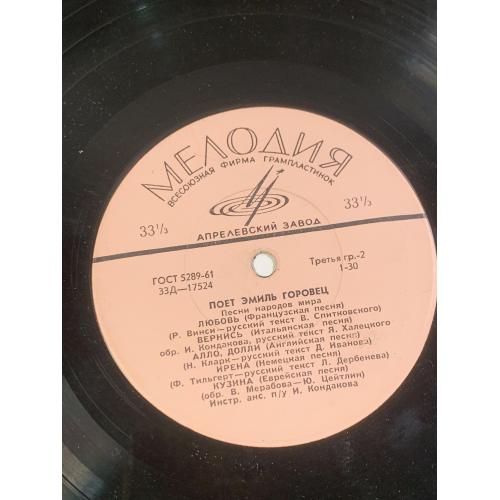 МЕЛОДИЯ
ВСЕСОЮЗНАЯ ФИРМА ГРАМПЛАСТИНОК
33⅓ 33⅓
АПРЕЛЕВСКИЙ ЗАВОД
ГОСТ 5289-61 Третья гр.-2
33Д—17524 1-30
ПОЕТ ЭМИЛЬ ГОРОВЕЦ
Песни народов мира
ЛЮБОВЬ (Французская песня)
(Р. Винси—русский текст В. Спитковского)
ВЕРНИСЬ (Итальянская песня)
обр. И. Кондакова, русский текст Я. Халецкого
АЛЛО, ДОЛЛИ (Английская песня)
(Н. Кларк—русский текст Д. Иванова)
ИРЕНА (Немецкая песня)
(Ф. Тильгерт—русский текст Л. Дербенева)
КУЗИНА (Еврейская песня)
(обр. В. Мерабова—Ю. Цейтлин)
Инстр. анс. п/у И. Кондакова